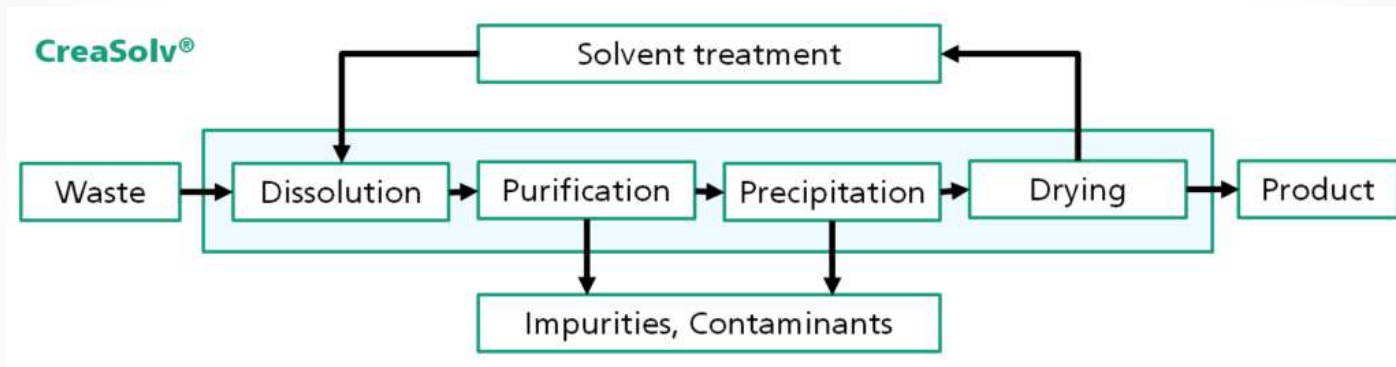 CreaSolv®
Solvent treatment
Waste
Dissolution
Purification
Precipitation
Drying
Product
Impurities, Contaminants